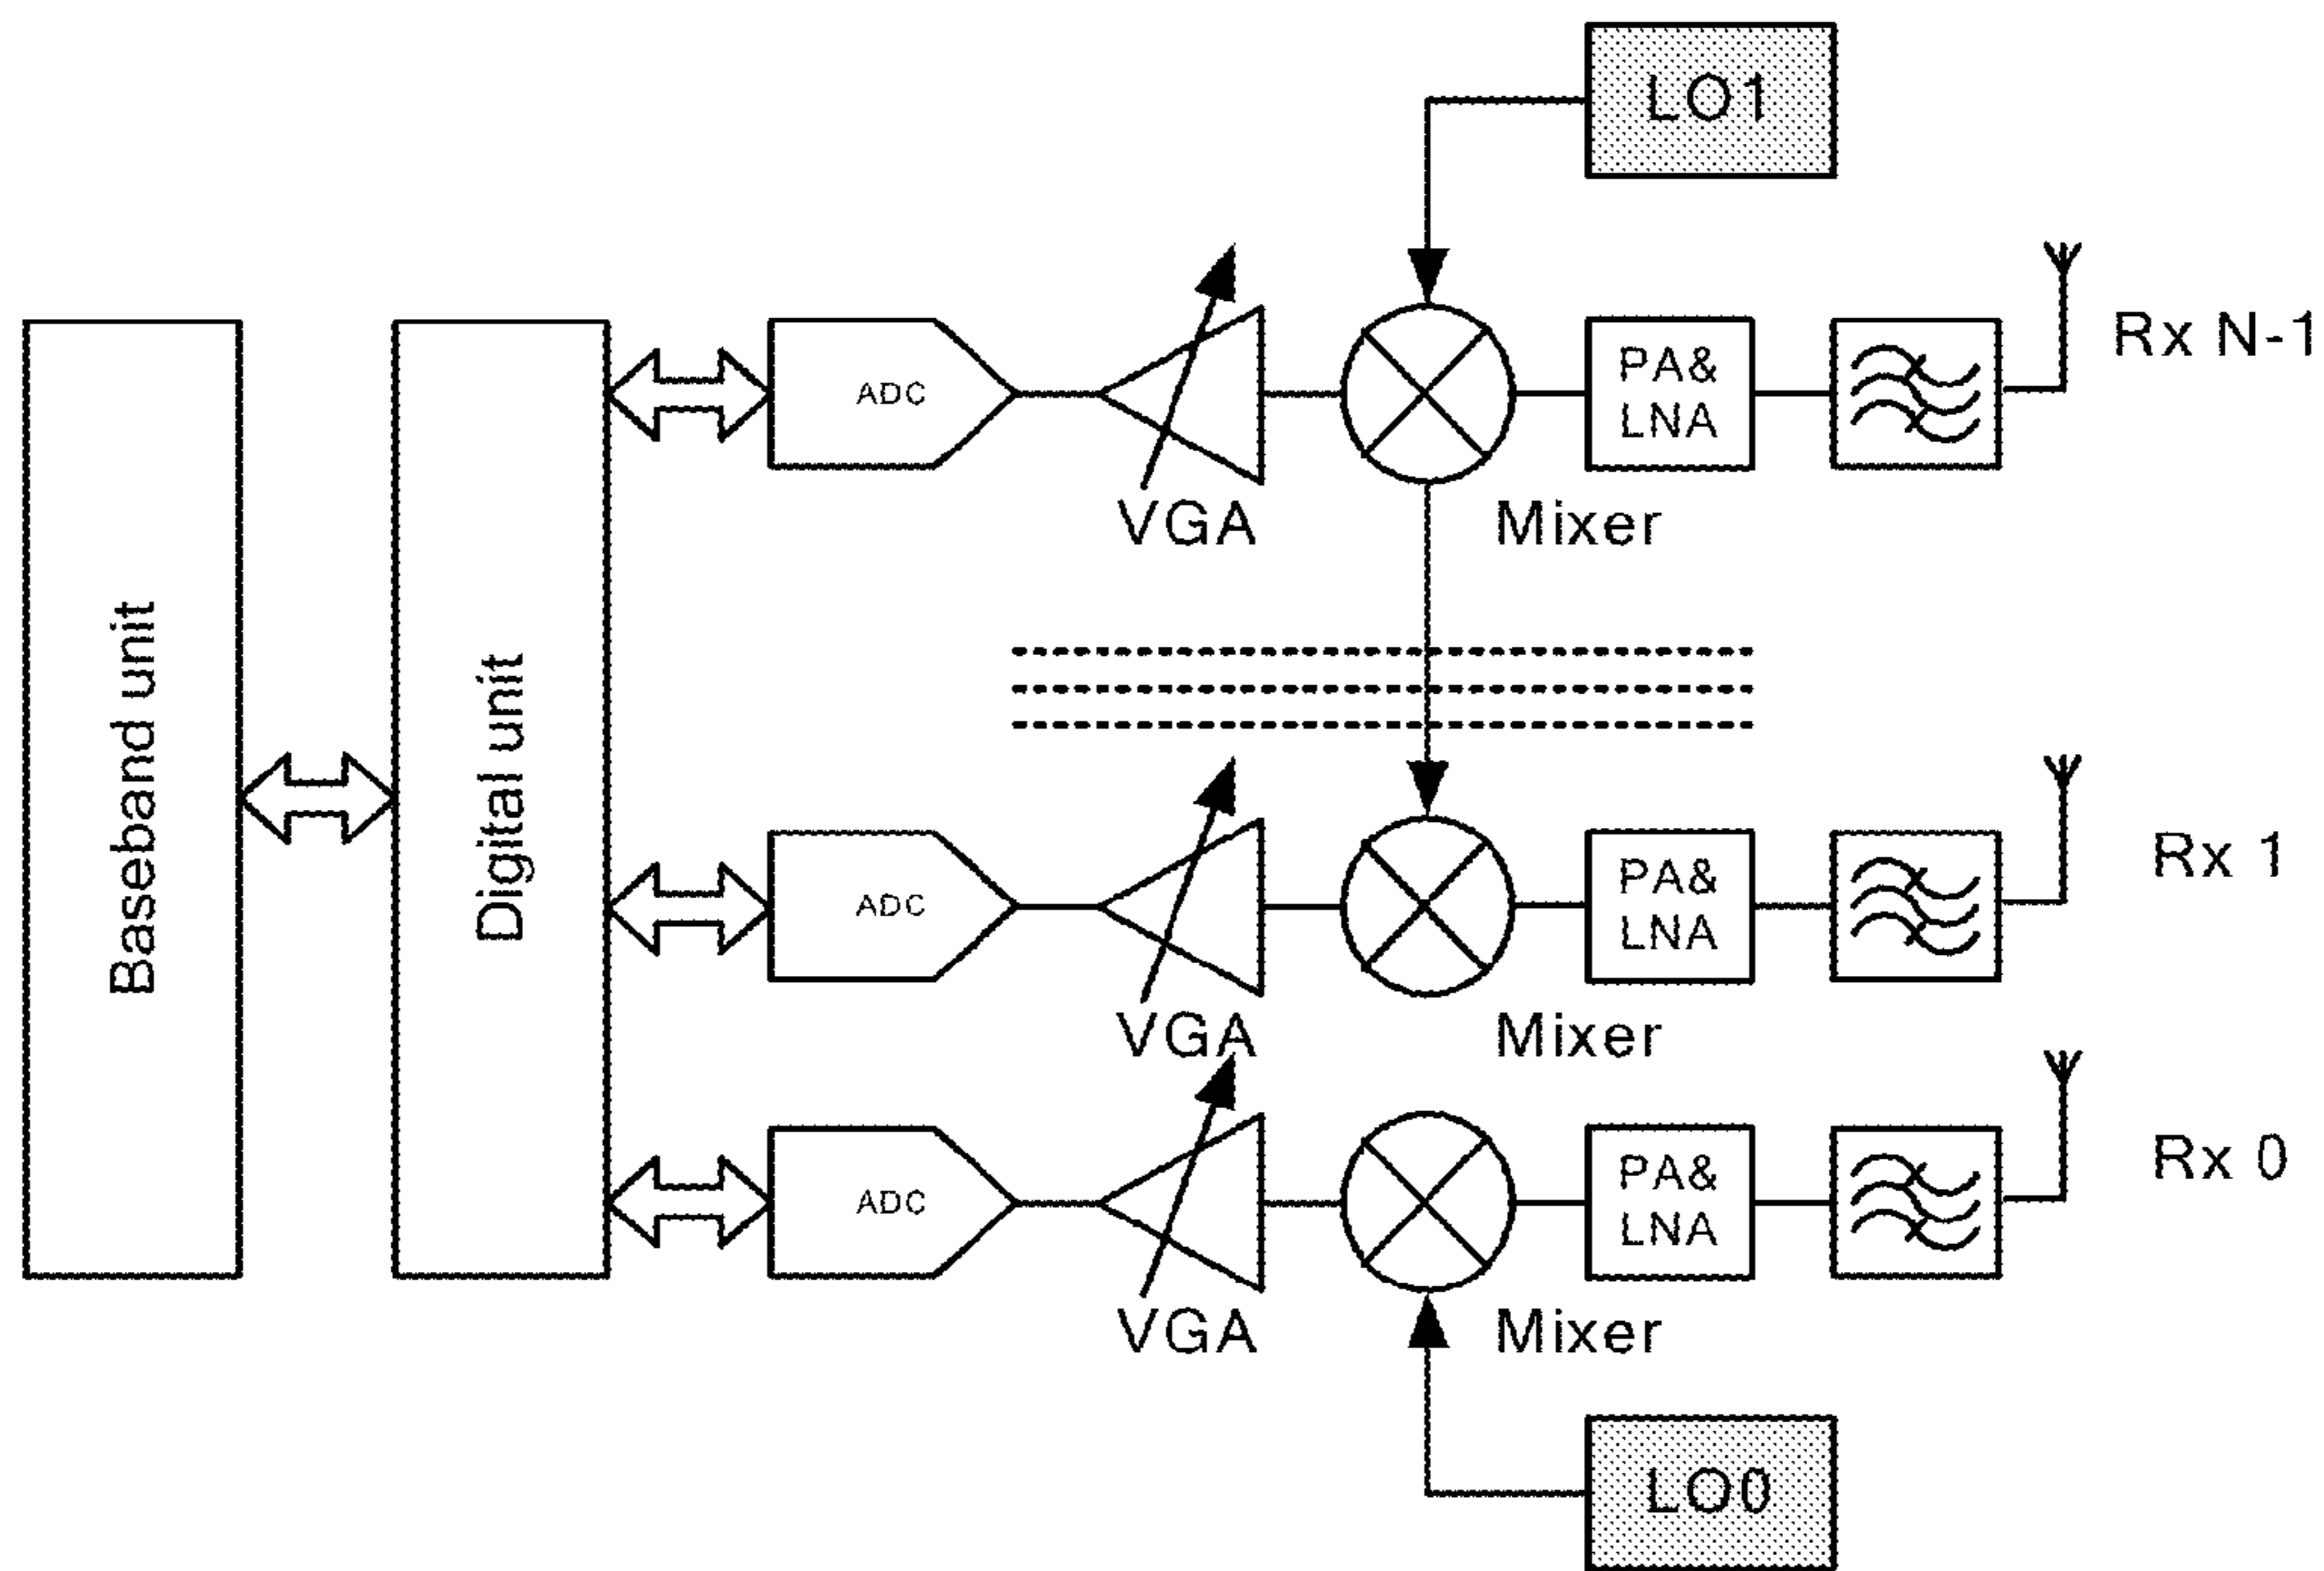 LO1
Rx N-1
PA&
LNA
ADC
VGA
Mixer
Baseband unit
Digital unit
Rx 1
PA&
LNA
ADC
VGA
Mixer
Rx 0
PA&
LNA
ADC
VGA
Mixer
LO0